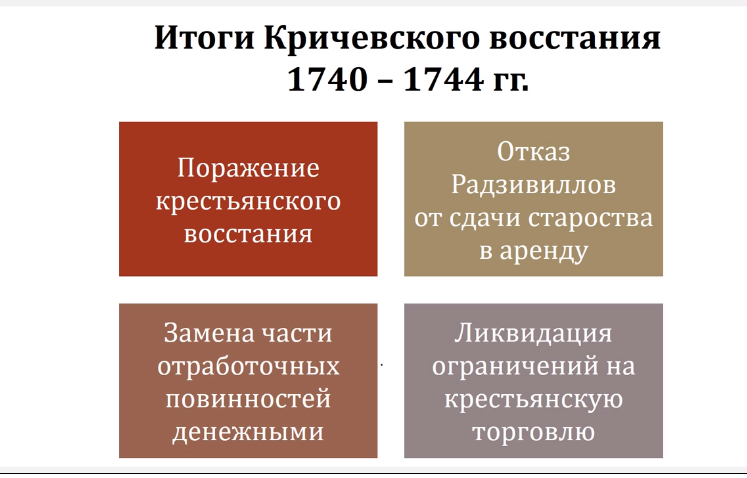 Итоги Кричевского восстания
1740 – 1744 гг.
Поражение
крестьянского
восстания
Отказ
Радзивиллов
от сдачи староства
в аренду
Замена части
отработочных
повинностей
денежными
Ликвидация
ограничений на
крестьянскую
торговлю